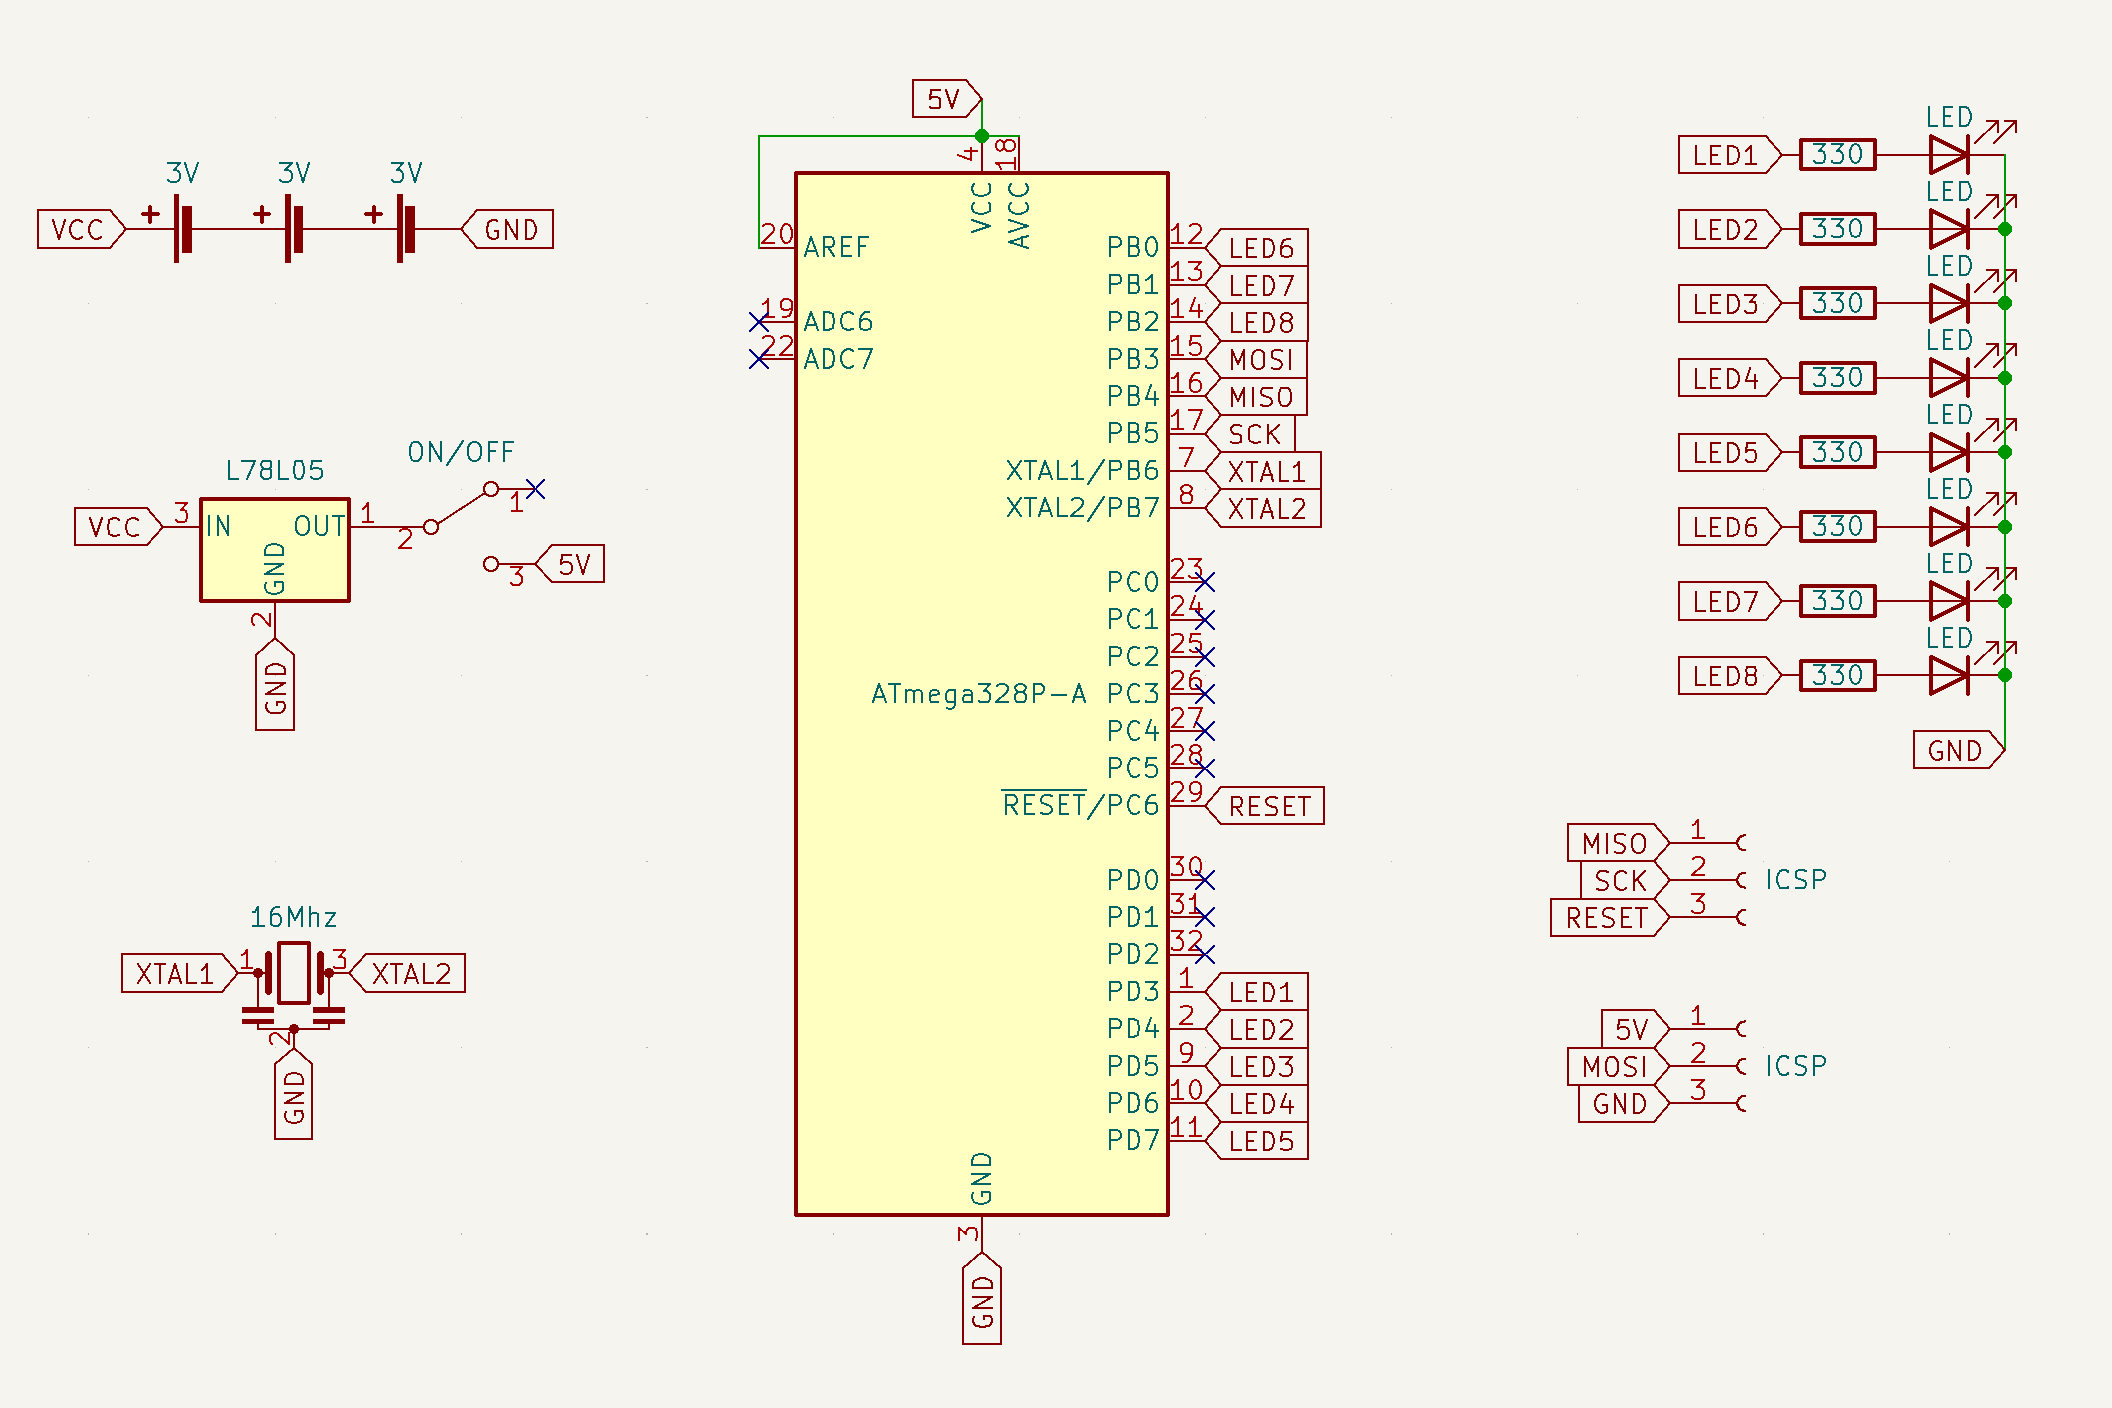 3V
3V
3V
+
+
+
VCC
GND
L78L05
ON/OFF
VCC
3
IN
OUT
1
GND
2
GND
2
1
3
5V
16Mhz
XTAL1
1
3
XTAL2
2
GND
5V
4
18
VCC
AVCC
20
AREF
19
ADC6
22
ADC7
ATmega328P-A
PB0 12 LED6
PB1 13 LED7
PB2 14 LED8
PB3 15 MOSI
PB4 16 MISO
PB5 17 SCK
XTAL1/PB6 7 XTAL1
XTAL2/PB7 8 XTAL2
PC0 23
PC1 24
PC2 25
PC3 26
PC4 27
PC5 28
RESET/PC6 29 RESET
PD0 30
PD1 31
PD2 32
PD3 1 LED1
PD4 2 LED2
PD5 9 LED3
PD6 10 LED4
PD7 11 LED5
GND
3
GND
LED
LED1 330
LED
LED2 330
LED
LED3 330
LED
LED4 330
LED
LED5 330
LED
LED6 330
LED
LED7 330
LED
LED8 330
GND
MISO 1
SCK 2 ICSP
RESET 3
5V 1
MOSI 2 ICSP
GND 3